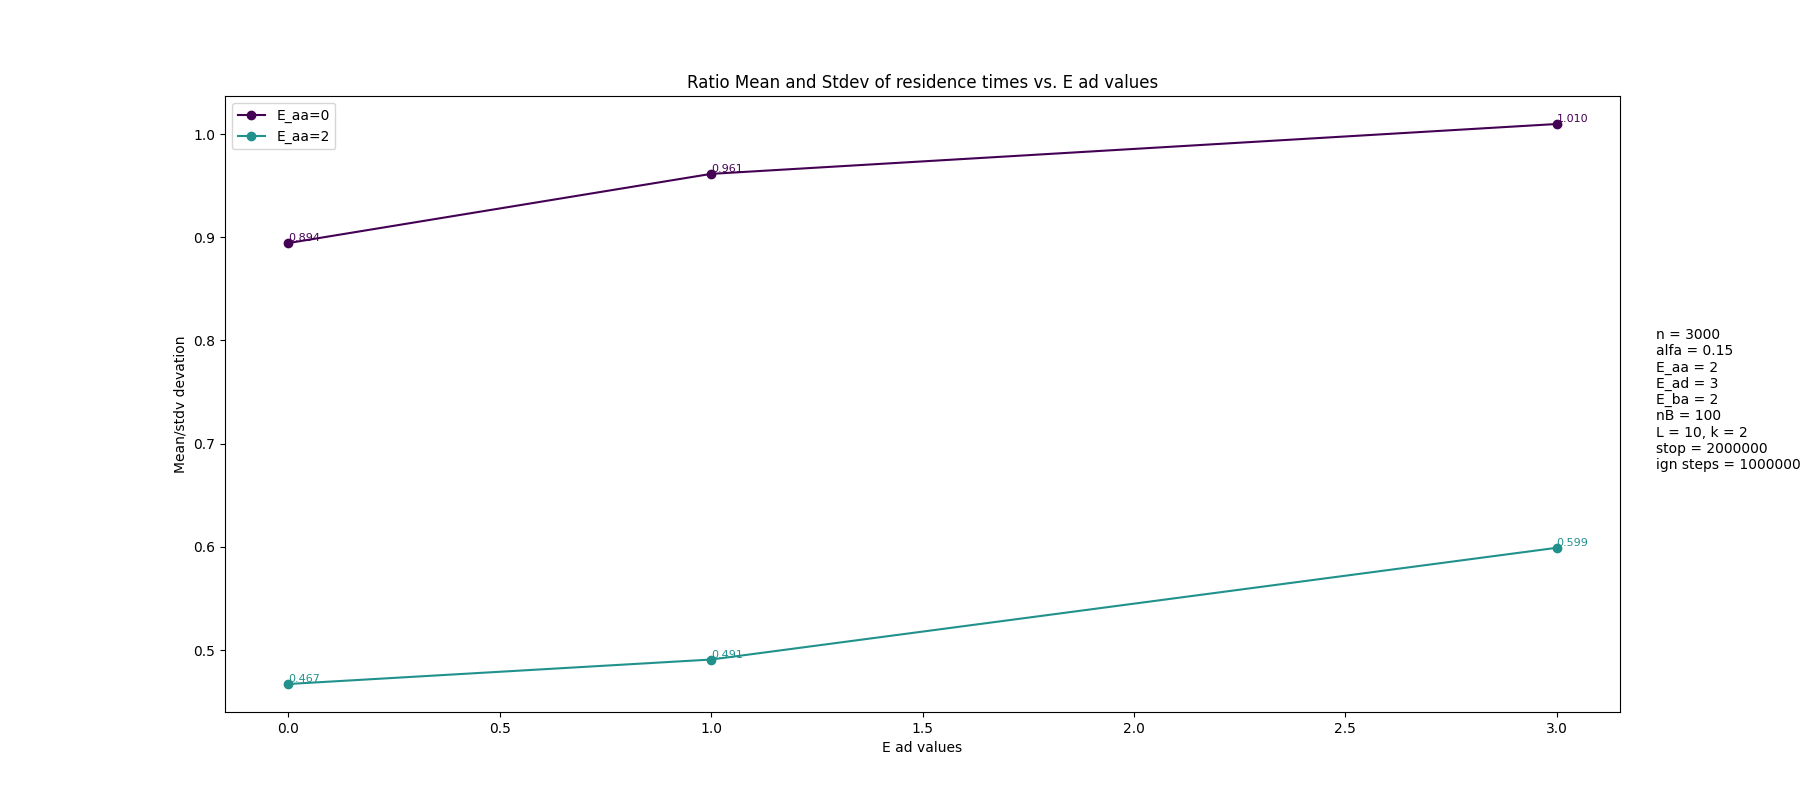 Ratio Mean and Stdev of residence times vs. E ad values
E_aa=0
E_aa=2
1.010
0.961
0.894
0.599
0.491
0.467
1.0
0.9
0.8
0.7
0.6
0.5
Mean/stdv devation
0.0
0.5
1.0
1.5
2.0
2.5
3.0
E ad values
n = 3000
alfa = 0.15
E_aa = 2
E_ad = 3
E_ba = 2
nB = 100
L = 10, k = 2
stop = 2000000
ign steps = 1000000